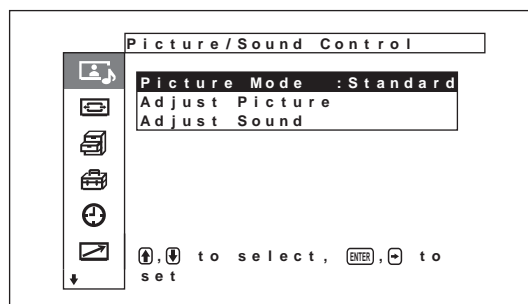 Picture/Sound Control
Picture Mode :Standard
Adjust Picture
Adjust Sound
, to select, ENTER, to
set